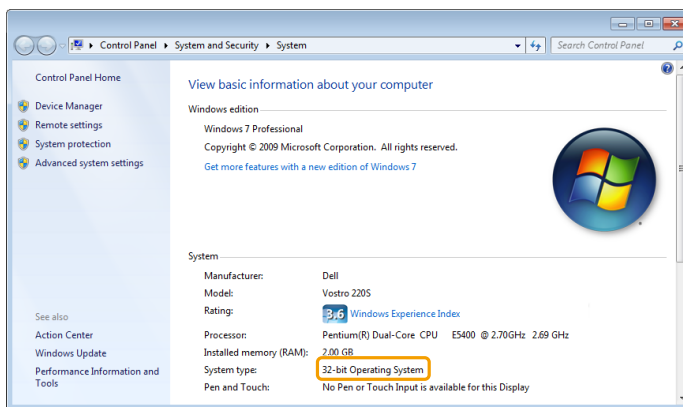 Control Panel ▸ System and Security ▸ System
Search Control Panel
Control Panel Home
Device Manager
Remote settings
System protection
Advanced system settings
See also
Action Center
Windows Update
Performance Information and
Tools
View basic information about your computer
Windows edition
Windows 7 Professional
Copyright © 2009 Microsoft Corporation. All rights reserved.
Get more features with a new edition of Windows 7
System
Manufacturer: Dell
Model: Vostro 220S
Rating: 3.6 Windows Experience Index
Processor: Pentium(R) Dual-Core CPU E5400 @ 2.70GHz 2.69 GHz
Installed memory (RAM): 2.00 GB
System type: 32-bit Operating System
Pen and Touch: No Pen or Touch Input is available for this Display